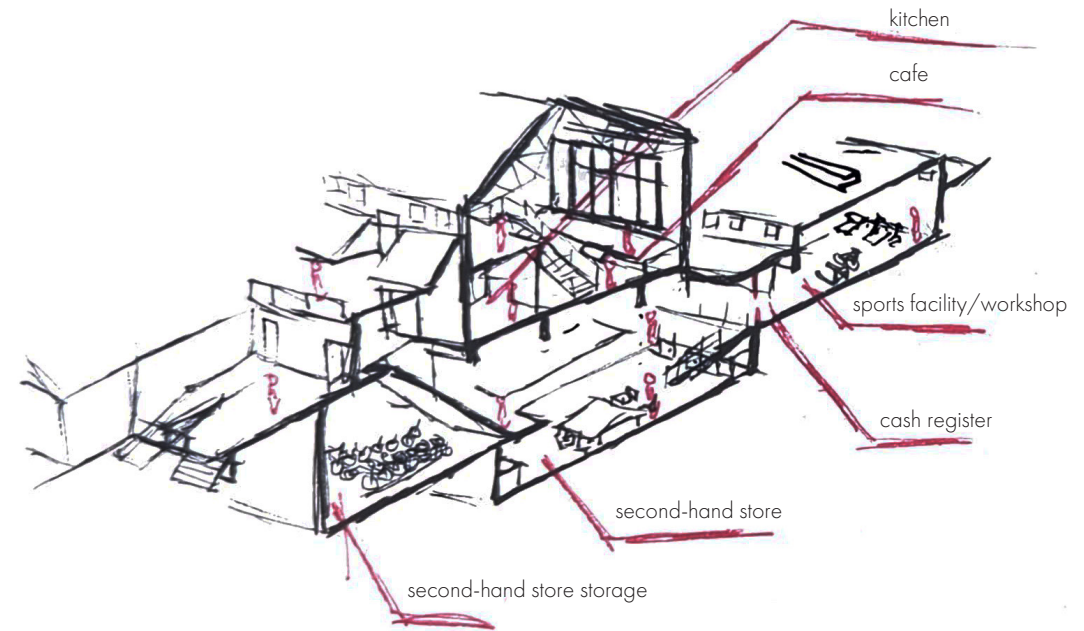 kitchen
cafe
sports facility/workshop
cash register
second-hand store
second-hand store storage